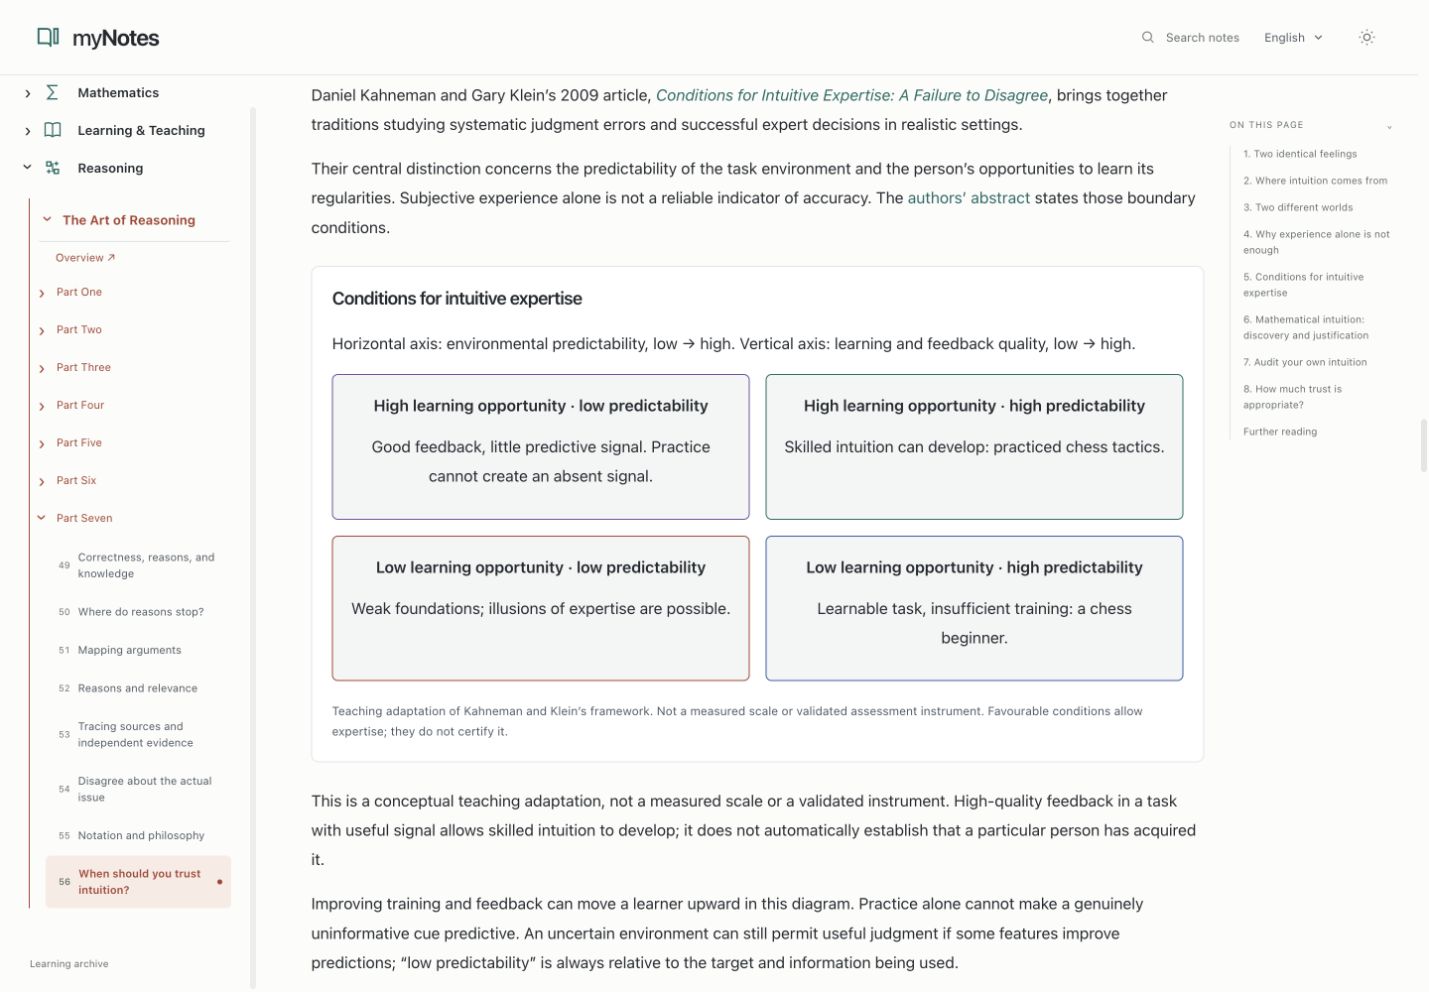 myNotes
Search notes
English
Mathematics
Learning & Teaching
Reasoning
The Art of Reasoning
Overview ↗
Part One
Part Two
Part Three
Part Four
Part Five
Part Six
Part Seven
49 Correctness, reasons, and
knowledge
50 Where do reasons stop?
51 Mapping arguments
52 Reasons and relevance
53 Tracing sources and
independent evidence
54 Disagree about the actual
issue
55 Notation and philosophy
56 When should you trust
intuition?
Learning archive
Daniel Kahneman and Gary Klein’s 2009 article, Conditions for Intuitive Expertise: A Failure to Disagree, brings together
traditions studying systematic judgment errors and successful expert decisions in realistic settings.
Their central distinction concerns the predictability of the task environment and the person’s opportunities to learn its
regularities. Subjective experience alone is not a reliable indicator of accuracy. The authors’ abstract states those boundary
conditions.
Conditions for intuitive expertise
Horizontal axis: environmental predictability, low → high. Vertical axis: learning and feedback quality, low → high.
High learning opportunity · low predictability
Good feedback, little predictive signal. Practice
cannot create an absent signal.
High learning opportunity · high predictability
Skilled intuition can develop: practiced chess tactics.
Low learning opportunity · low predictability
Weak foundations; illusions of expertise are possible.
Low learning opportunity · high predictability
Learnable task, insufficient training: a chess
beginner.
Teaching adaptation of Kahneman and Klein’s framework. Not a measured scale or validated assessment instrument. Favourable conditions allow
expertise; they do not certify it.
This is a conceptual teaching adaptation, not a measured scale or a validated instrument. High-quality feedback in a task
with useful signal allows skilled intuition to develop; it does not automatically establish that a particular person has acquired
it.
Improving training and feedback can move a learner upward in this diagram. Practice alone cannot make a genuinely
uninformative cue predictive. An uncertain environment can still permit useful judgment if some features improve
predictions; “low predictability” is always relative to the target and information being used.
ON THIS PAGE
1. Two identical feelings
2. Where intuition comes from
3. Two different worlds
4. Why experience alone is not
enough
5. Conditions for intuitive
expertise
6. Mathematical intuition:
discovery and justification
7. Audit your own intuition
8. How much trust is
appropriate?
Further reading